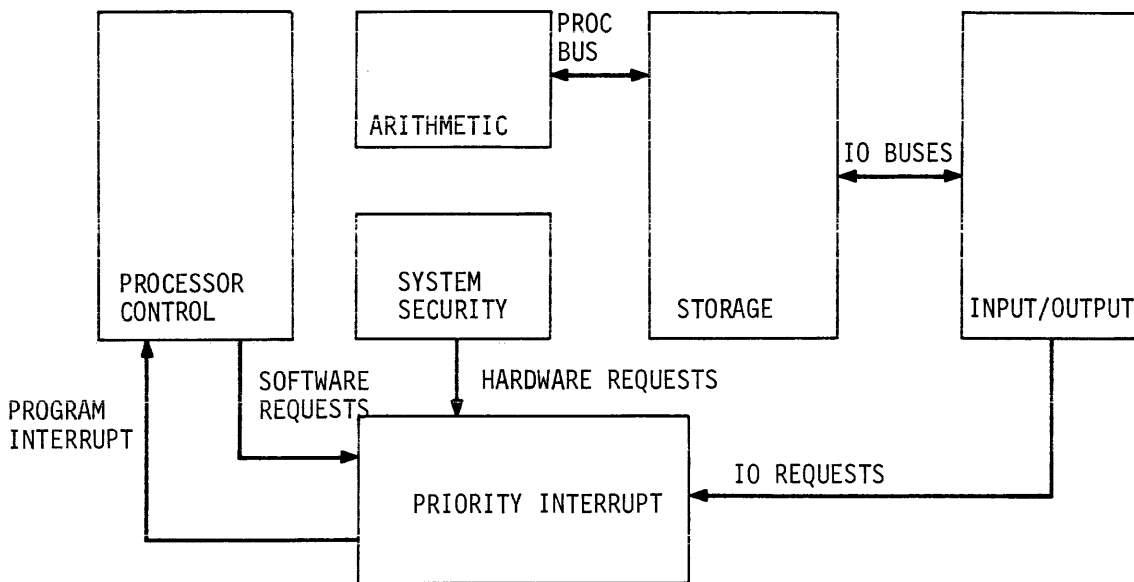 PROC
BUS
ARITHMETIC
IO BUSES
PROCESSOR
CONTROL
SYSTEM
SECURITY
STORAGE
INPUT/OUTPUT
SOFTWARE
REQUESTS
HARDWARE REQUESTS
PROGRAM
INTERRUPT
IO REQUESTS
PRIORITY INTERRUPT